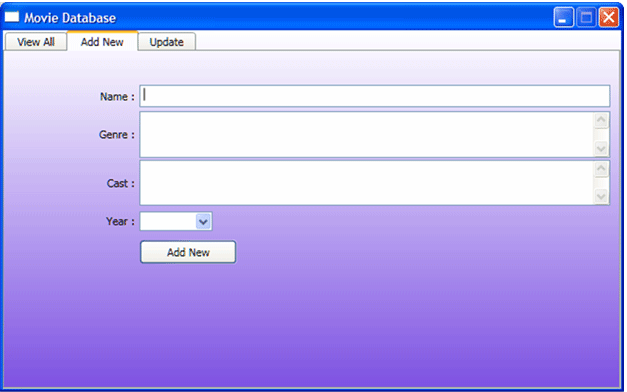 Movie Database
View All Add New Update
Name :
Genre :
Cast :
Year :
Add New